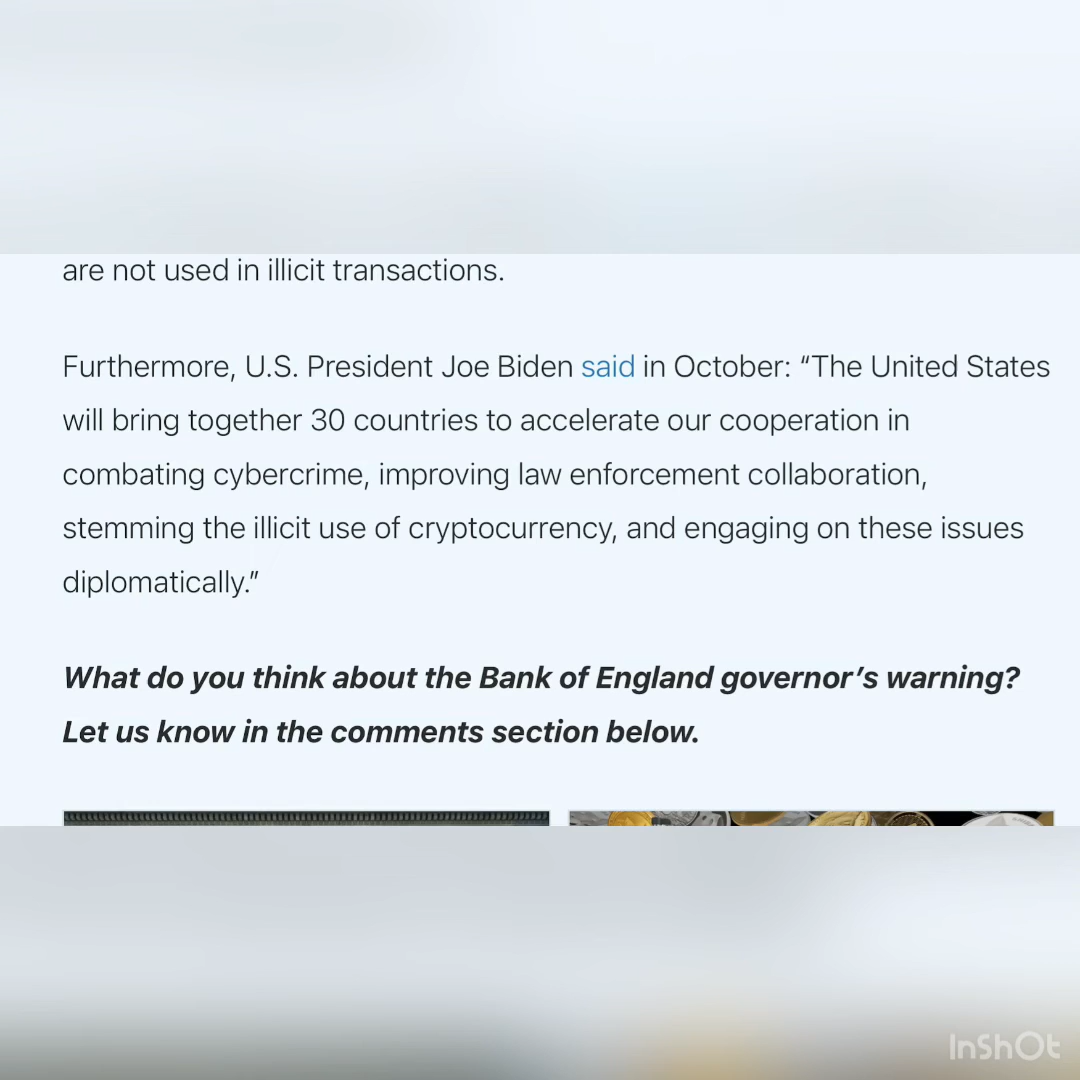 are not used in illicit transactions.
Furthermore, U.S. President Joe Biden said in October: “The United States
will bring together 30 countries to accelerate our cooperation in
combating cybercrime, improving law enforcement collaboration,
stemming the illicit use of cryptocurrency, and engaging on these issues
diplomatically.”
What do you think about the Bank of England governor’s warning?
Let us know in the comments section below.
InShOt